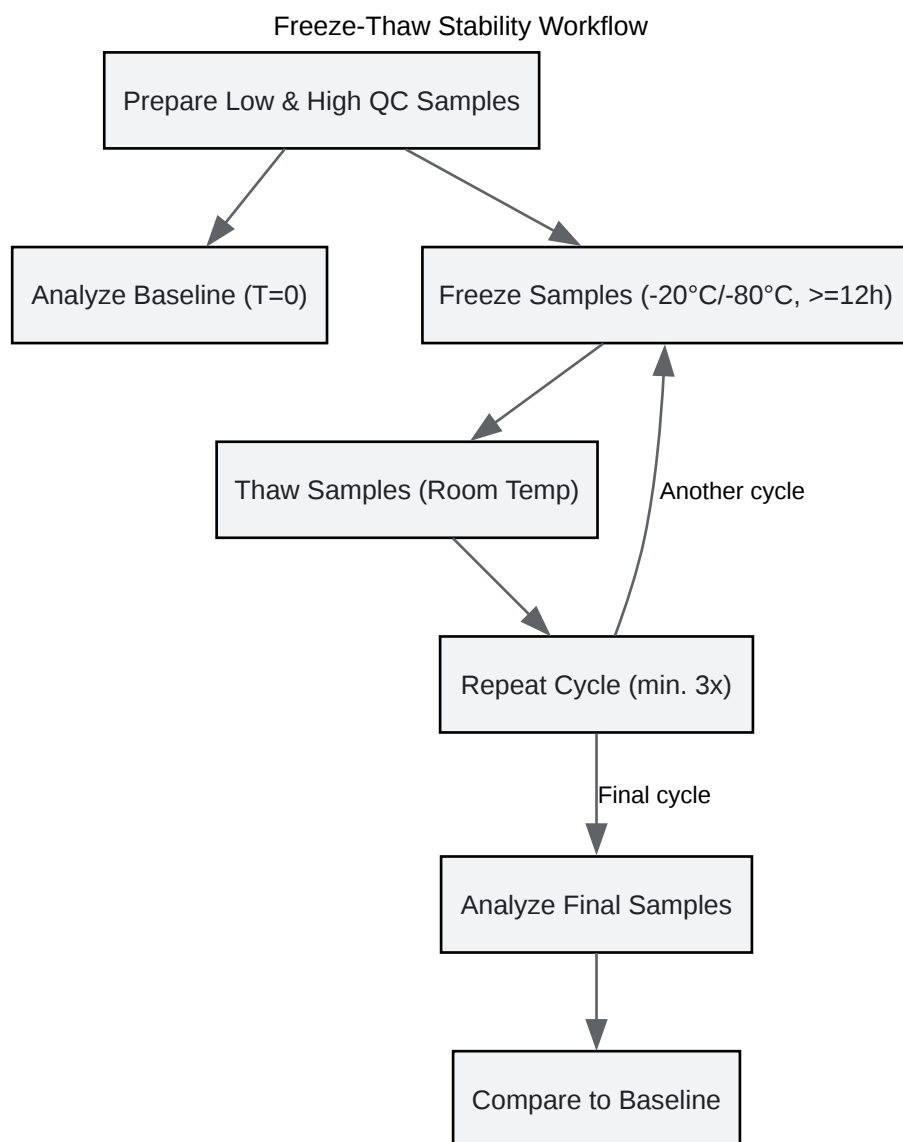 Freeze-Thaw Stability Workflow
Prepare Low & High QC Samples
Analyze Baseline (T=0)
Freeze Samples (-20°C/-80°C, >=12h)
Thaw Samples (Room Temp)
Another cycle
Repeat Cycle (min. 3x)
Final cycle
Analyze Final Samples
Compare to Baseline